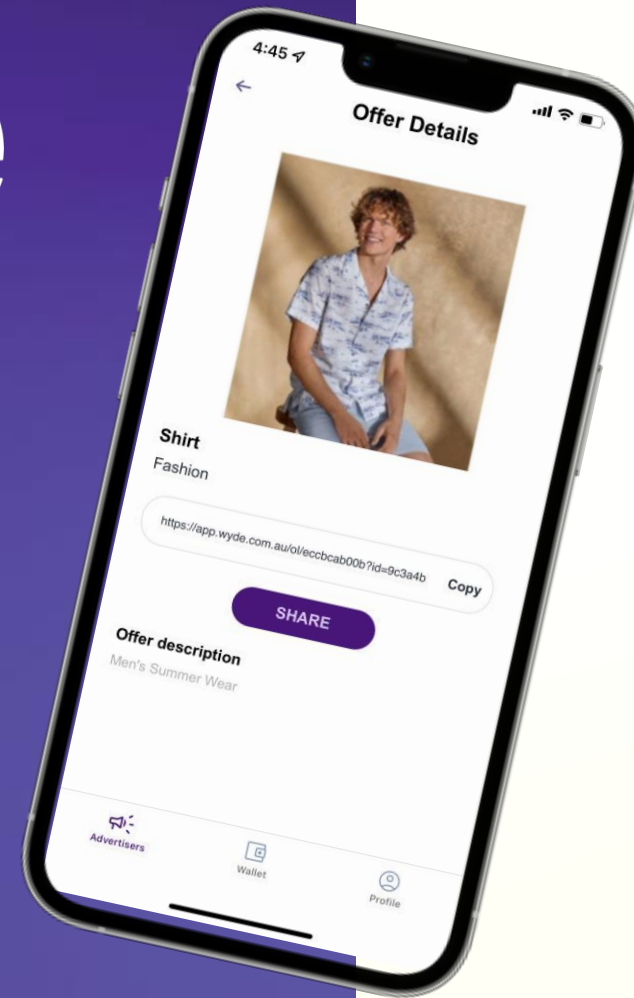 e
4:45
Offer Details
Shirt
Fashion
https://app.wyde.com.au/ol/eccbcab00b?id=9c3a4b
Copy
SHARE
Offer description
Men's Summer Wear
Advertisers
Wallet
Profile